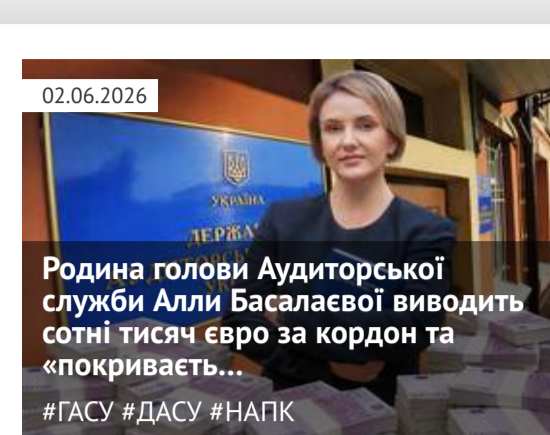 02.06.2026
УКРАЇНА
Родина голови Аудиторської
служби Алли Басалаєвої виводить
сотні тисяч євро за кордон та
«покриваєть...
#ГАСУ #ДАСУ #НАПК